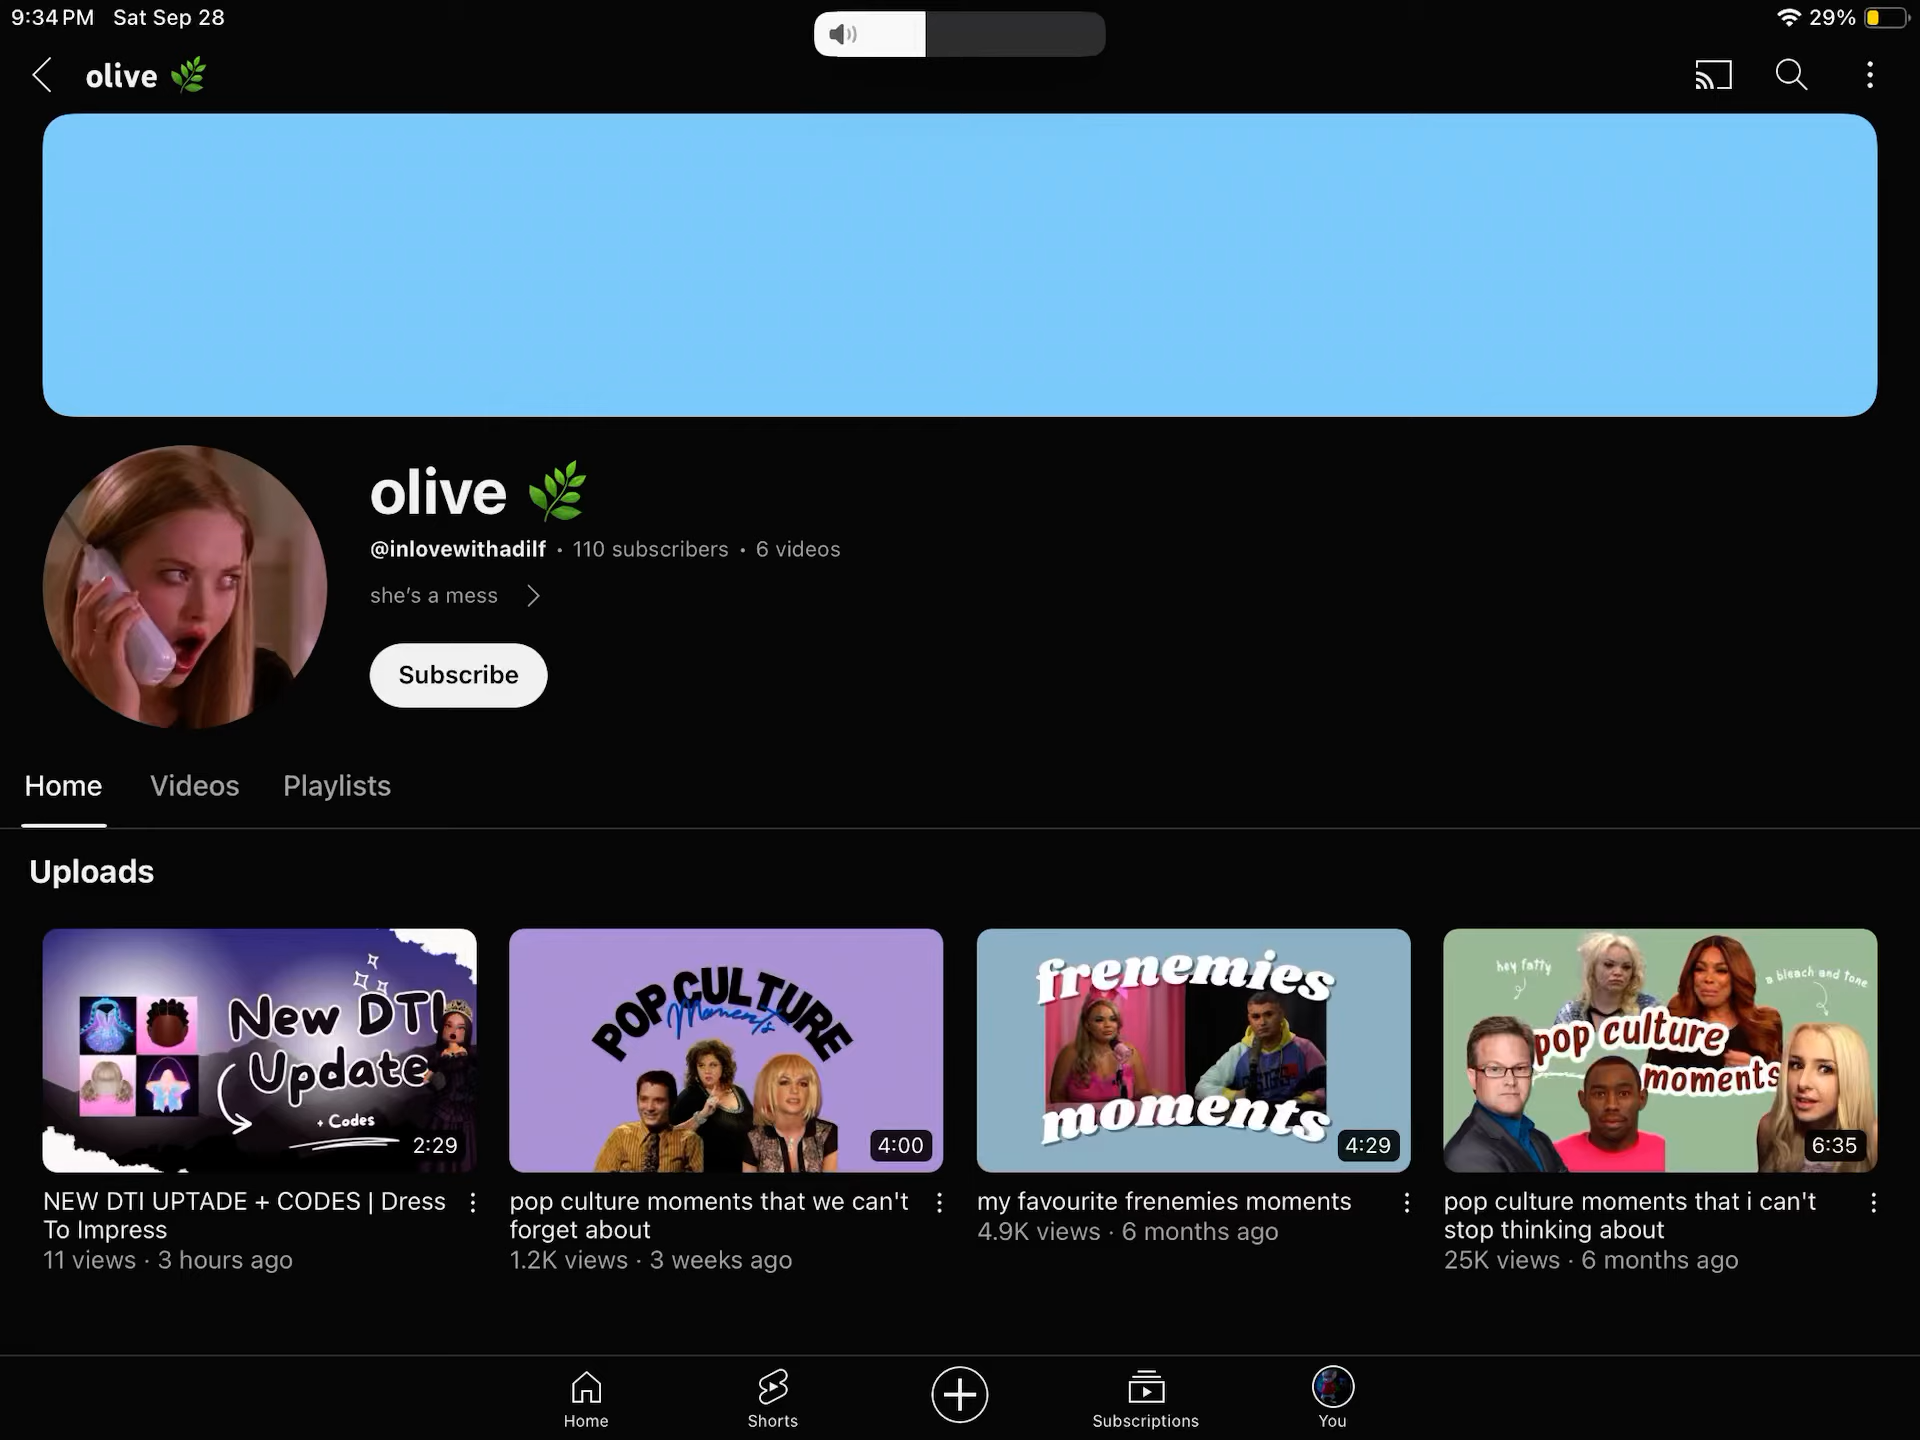 9:34 PM Sat Sep 28
29%
olive 🌿
olive 🌿
@inlovewithadilf · 110 subscribers · 6 videos
she's a mess
Subscribe
Home Videos Playlists
Uploads
New DTI
Update
+ Codes
2:29
NEW DTI UPTADE + CODES | Dress
To Impress
11 views · 3 hours ago
POP CULTURE
Moments
4:00
pop culture moments that we can't
forget about
1.2K views · 3 weeks ago
frenemies
moments
4:29
my favourite frenemies moments
4.9K views · 6 months ago
hey fatty
a bleach and tone
pop culture
moments
6:35
pop culture moments that i can't
stop thinking about
25K views · 6 months ago
Home
Shorts
Subscriptions
You